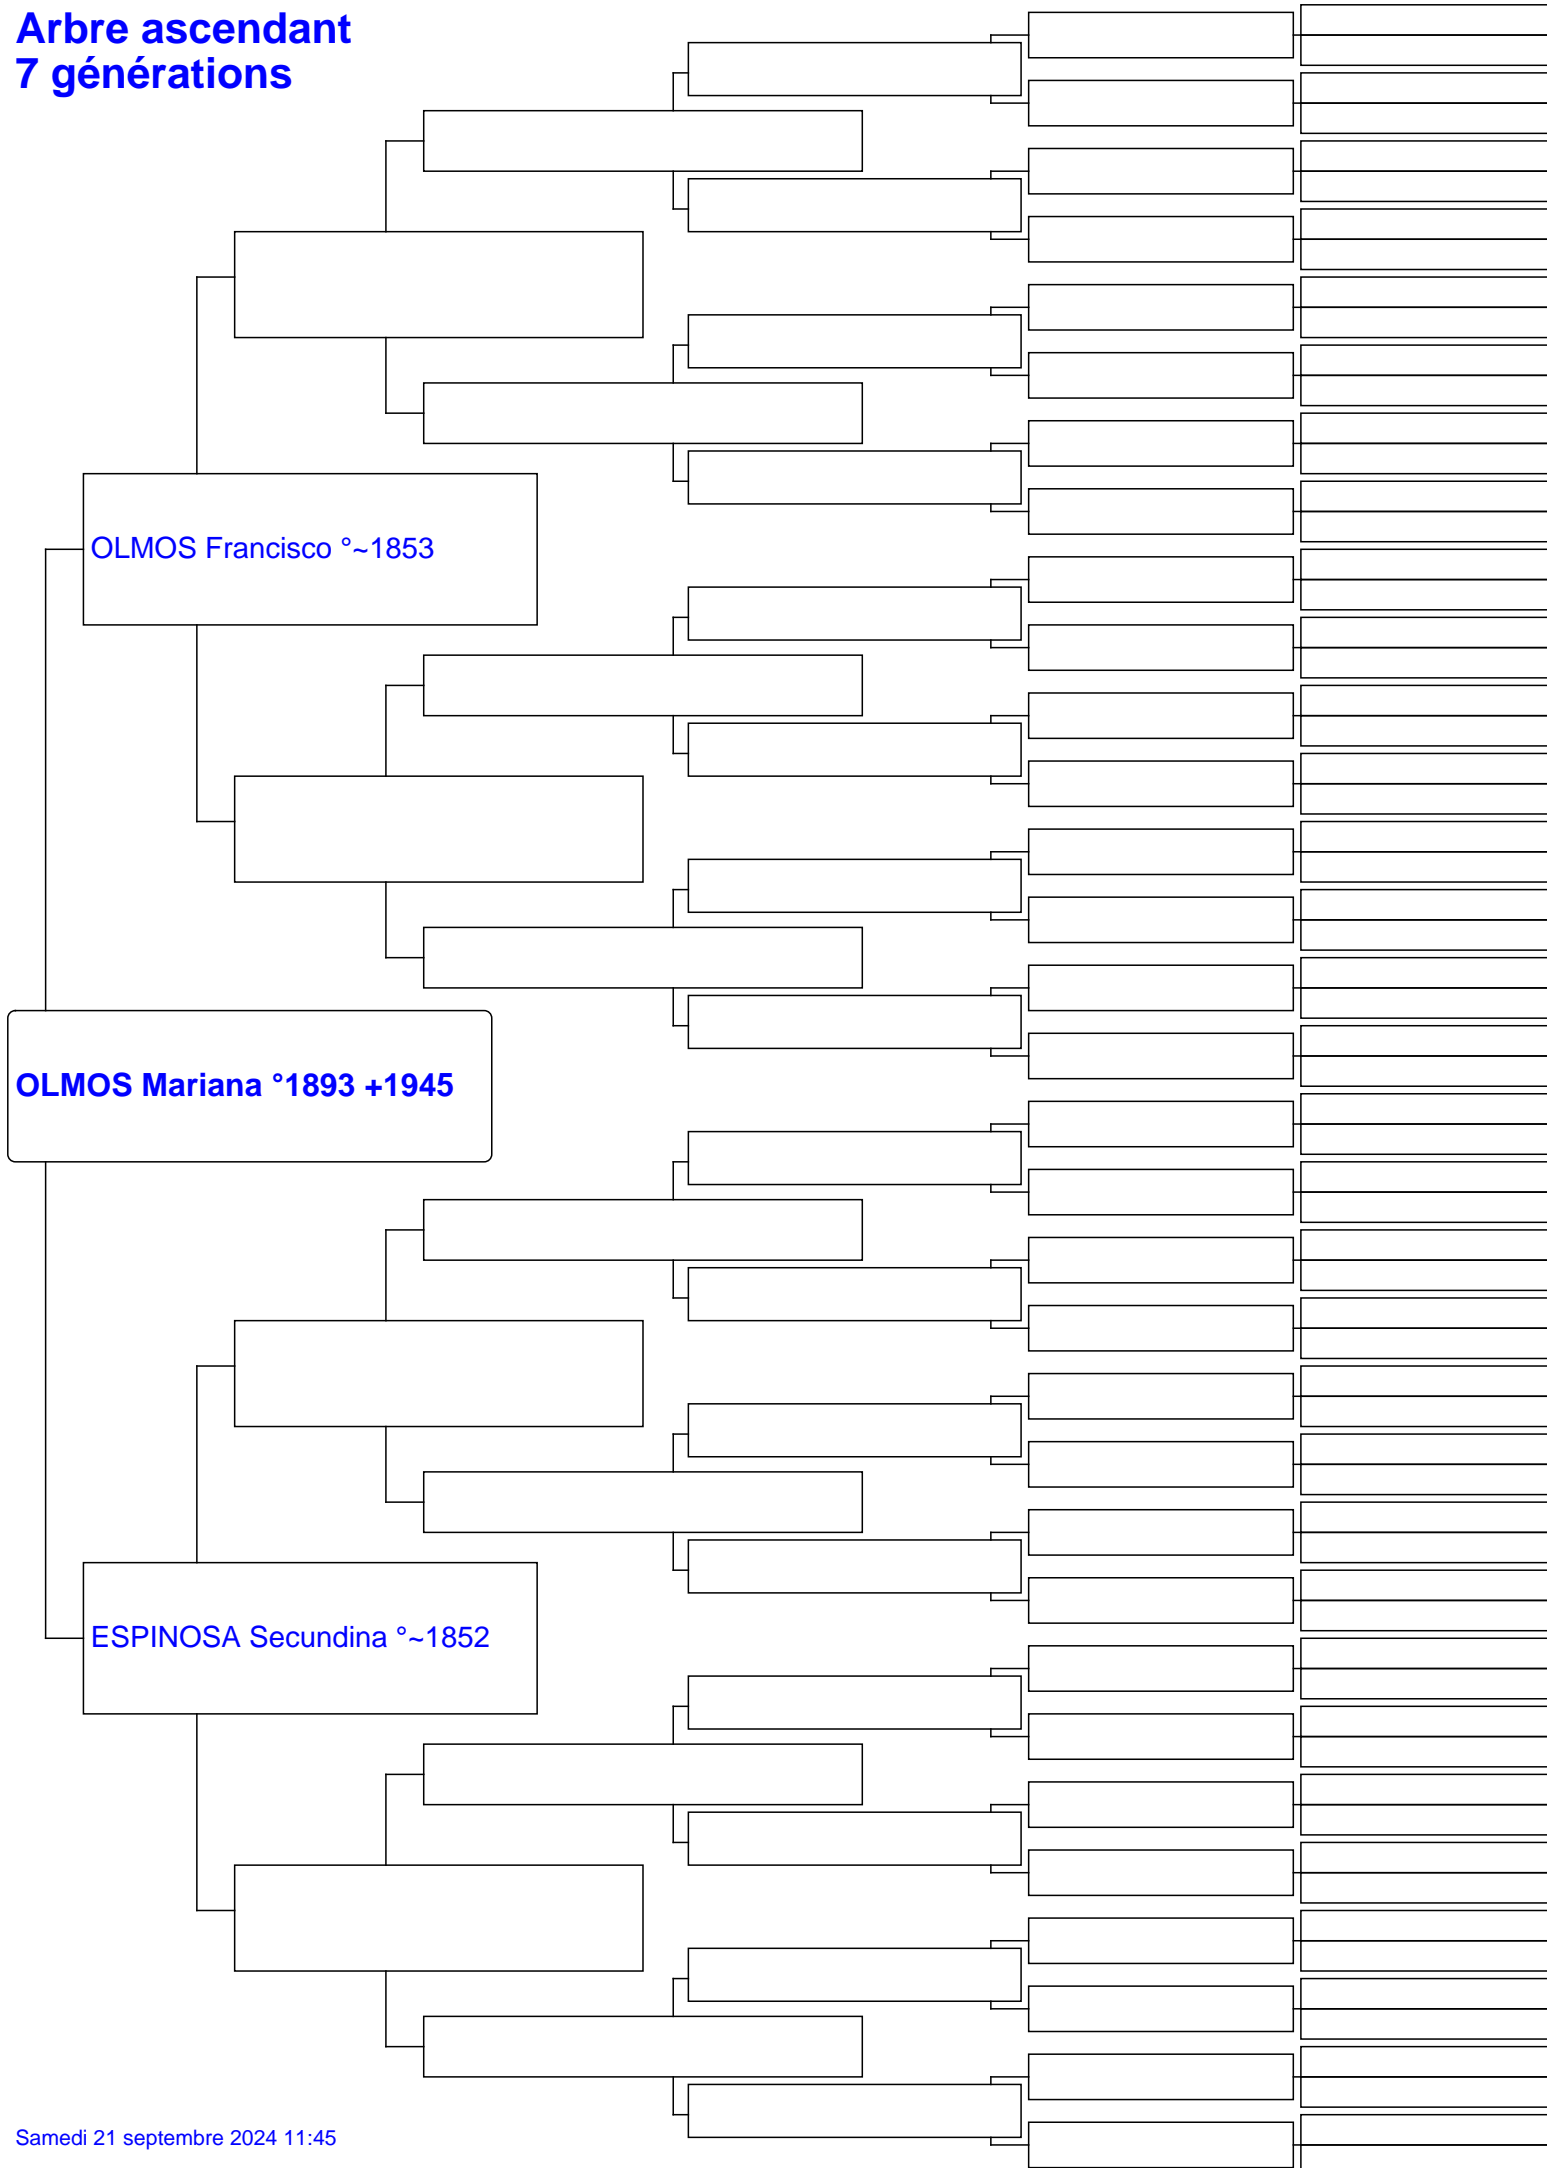 Arbre ascendant
7 générations
OLMOS Francisco °~1853
OLMOS Mariana °1893 +1945
ESPINOSA Secundina °~1852
Samedi 21 septembre 2024 11:45